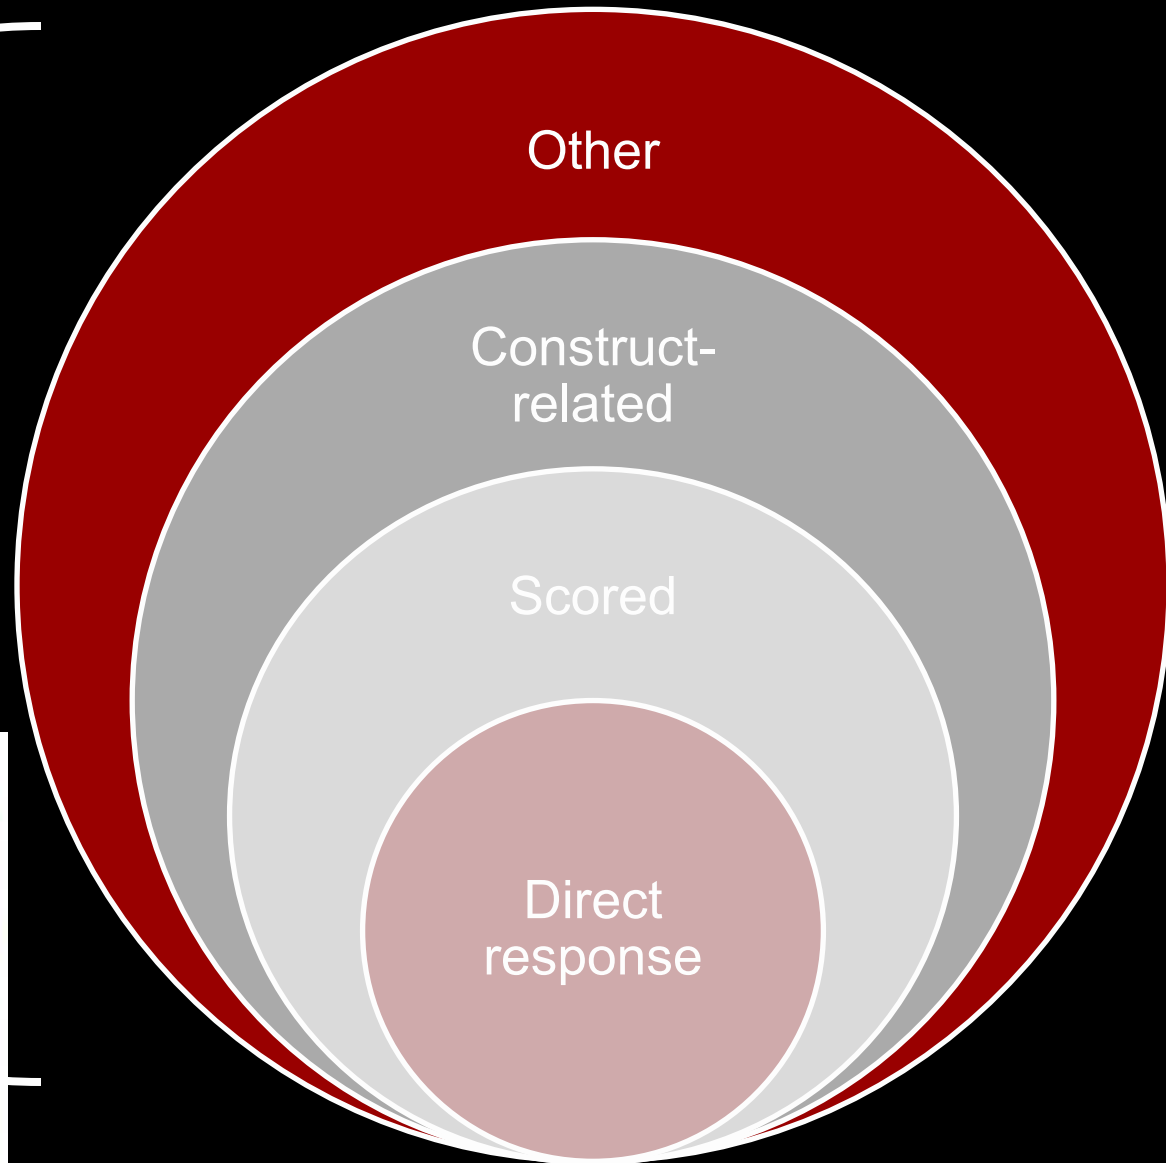 Other
Construct-
related
Scored
Direct
response